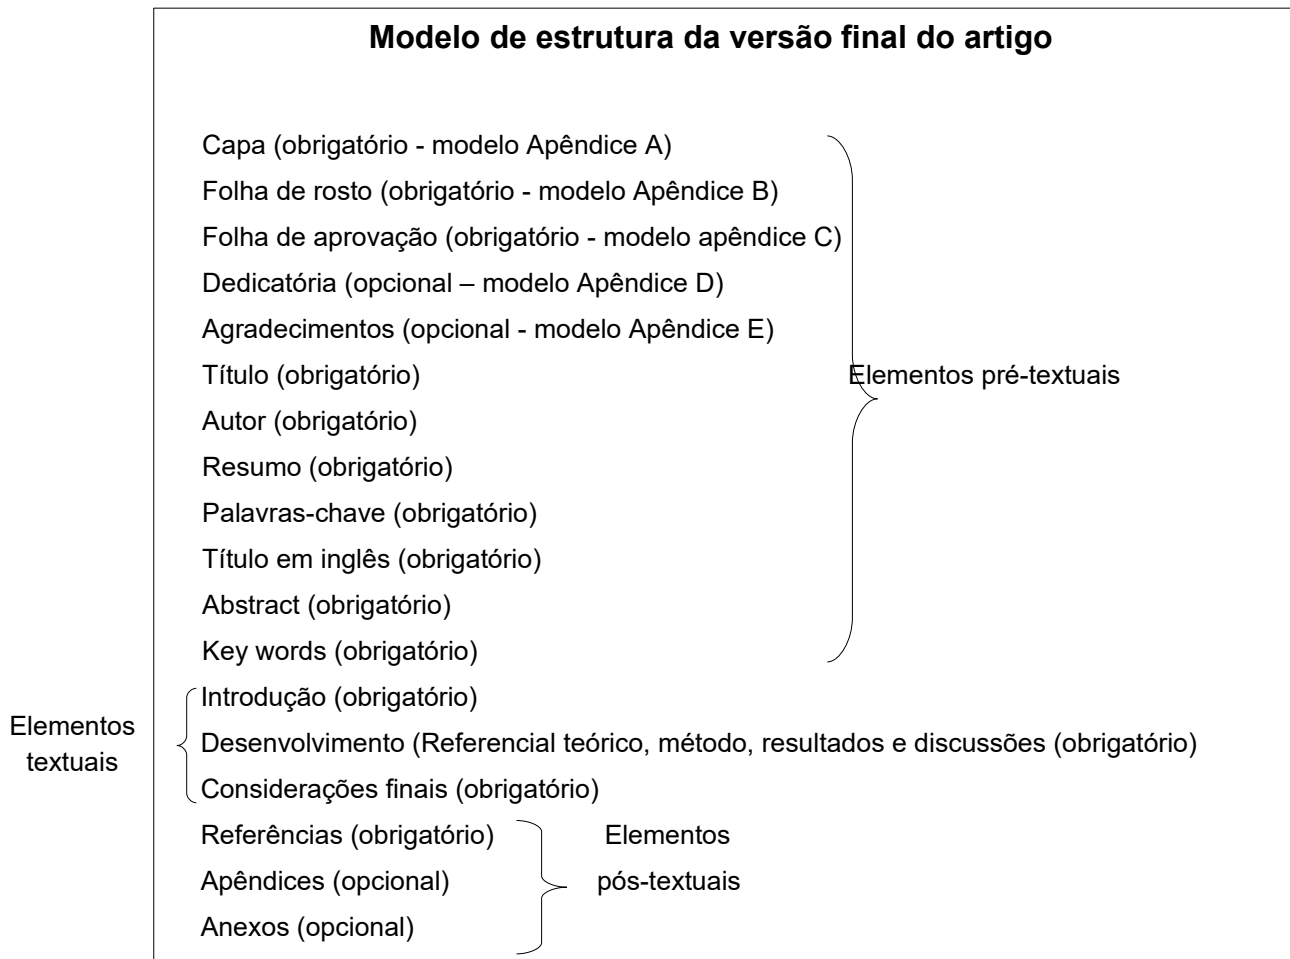 Modelo de estrutura da versão final do artigo
Capa (obrigatório - modelo Apêndice A)
Folha de rosto (obrigatório - modelo Apêndice B)
Folha de aprovação (obrigatório - modelo apêndice C)
Dedicatória (opcional – modelo Apêndice D)
Agradecimentos (opcional - modelo Apêndice E)
Título (obrigatório)
Elementos pré-textuais
Autor (obrigatório)
Resumo (obrigatório)
Palavras-chave (obrigatório)
Título em inglês (obrigatório)
Abstract (obrigatório)
Key words (obrigatório)
Elementos
textuais
Introdução (obrigatório)
Desenvolvimento (Referencial teórico, método, resultados e discussões (obrigatório)
Considerações finais (obrigatório)
Referências (obrigatório)
Apêndices (opcional)
Anexos (opcional)
Elementos
pós-textuais